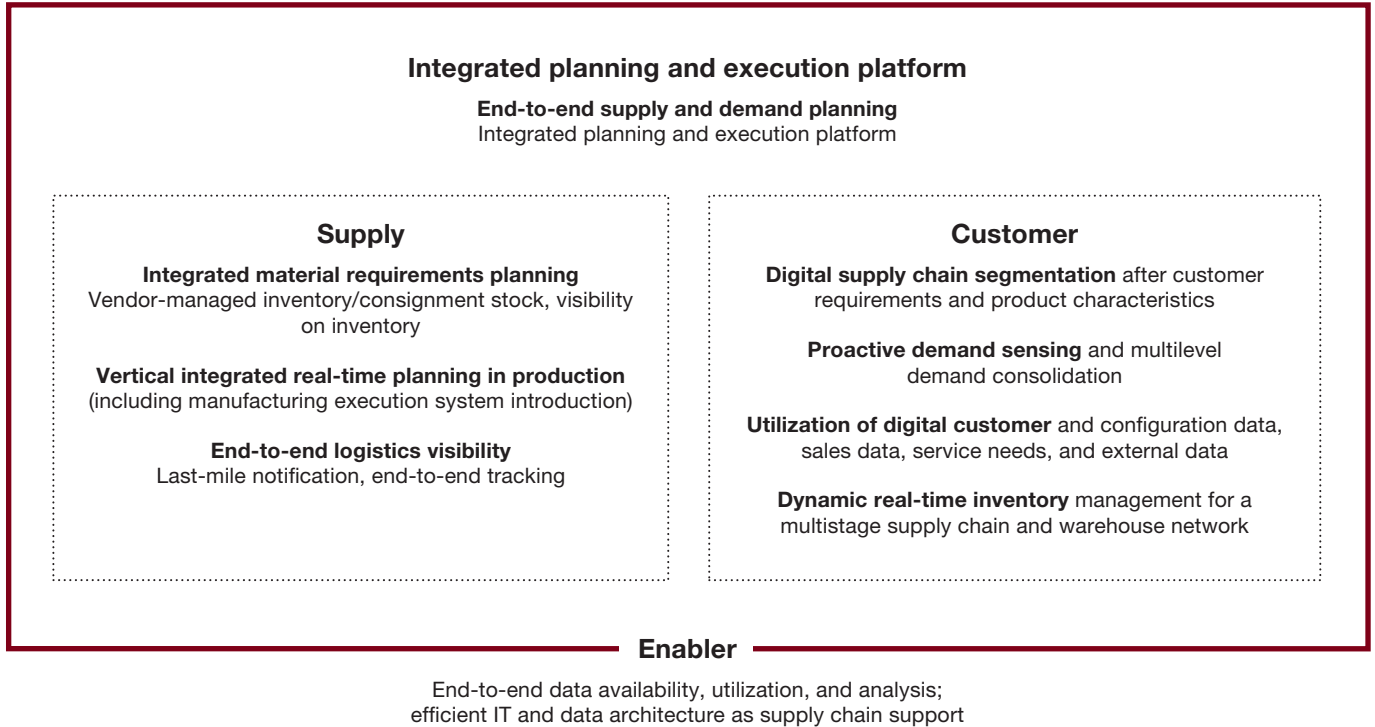 Integrated planning and execution platform
End-to-end supply and demand planning
Integrated planning and execution platform
Supply
Integrated material requirements planning
Vendor-managed inventory/consignment stock, visibility
on inventory
Vertical integrated real-time planning in production
(including manufacturing execution system introduction)
End-to-end logistics visibility
Last-mile notification, end-to-end tracking
Customer
Digital supply chain segmentation after customer
requirements and product characteristics
Proactive demand sensing and multilevel
demand consolidation
Utilization of digital customer and configuration data,
sales data, service needs, and external data
Dynamic real-time inventory management for a
multistage supply chain and warehouse network
Enabler
End-to-end data availability, utilization, and analysis;
efficient IT and data architecture as supply chain support